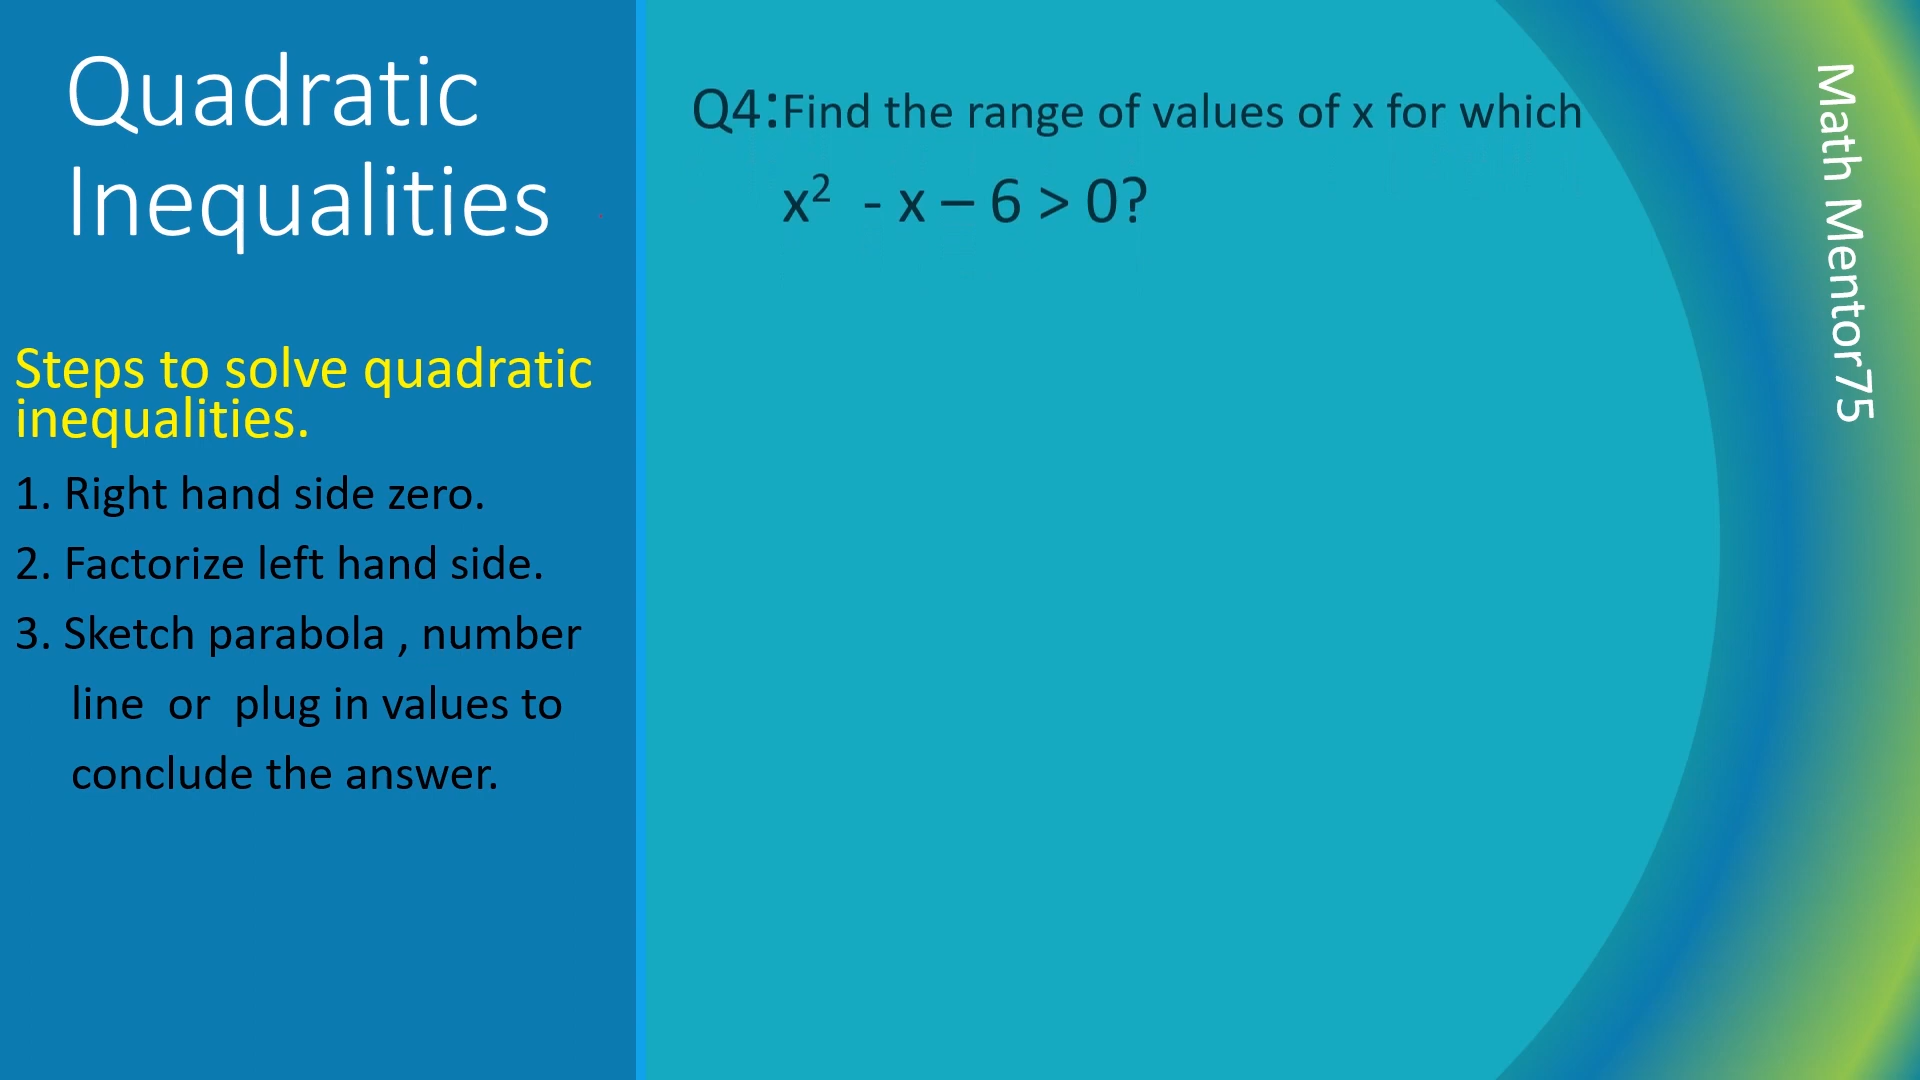 Quadratic
Inequalities
Steps to solve quadratic
inequalities.
1. Right hand side zero.
2. Factorize left hand side.
3. Sketch parabola , number
line or plug in values to
conclude the answer.
Q4:Find the range of values of x for which
x² - x – 6 > 0?
Math Mentor75